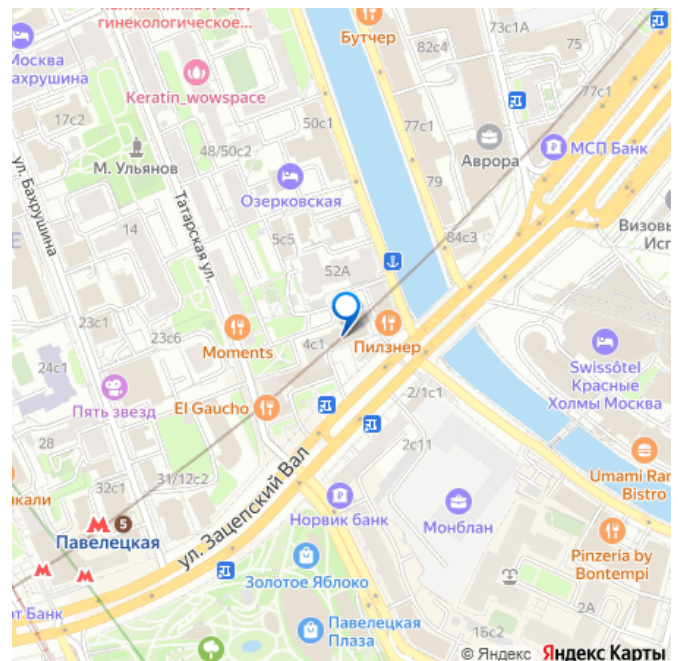 гинекологическое...
Бутчер
73с1А
82с4
75
Москва
Бахрушина
Keratin_wowspace
77с1
17с2
50с1
77с1
Аврора
МСП Банк
48/50с2
М. Ульянов
79
Озерковская
ул. Бахрушина
Татарская ул.
14
5с5
84с3
52А
23с1
23с6
4с1
Пилзнер
Moments
Swissôtel
Красные
Холмы Москва
24с1
Пять звезд
El Gaucho
2/1с1
28
2с11
31/12с2
32с1
ул. Зацепский Вал
Umami Ran
Bistro
5
Павелецкая
Норвик банк
Монблан
Pinzeria by
Bontempi
Золотое Яблоко
2А
Банк
Павелецкая
Плаза
1Бс2
© Яндекс Яндекс Карты